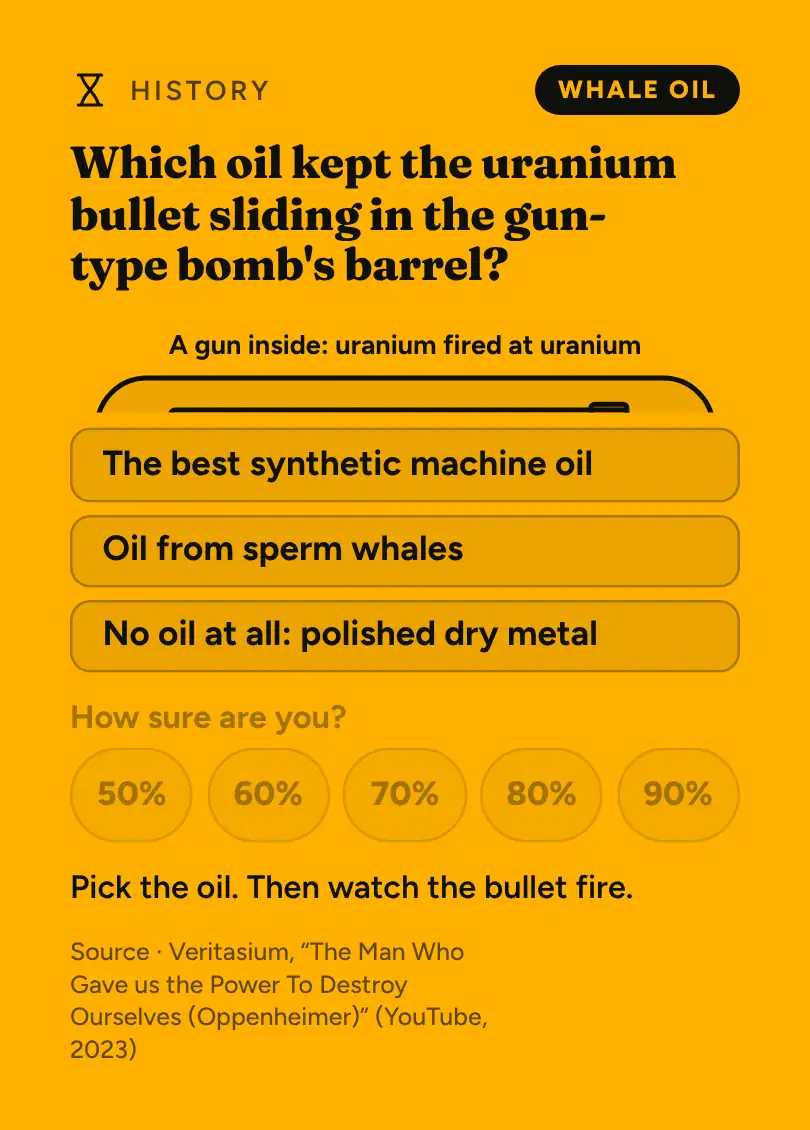 HISTORY
WHALE OIL
Which oil kept the uranium
bullet sliding in the gun-
type bomb's barrel?
A gun inside: uranium fired at uranium
The best synthetic machine oil
Oil from sperm whales
No oil at all: polished dry metal
How sure are you?
50% 60% 70% 80% 90%
Pick the oil. Then watch the bullet fire.
Source · Veritasium, “The Man Who
Gave us the Power To Destroy
Ourselves (Oppenheimer)” (YouTube,
2023)